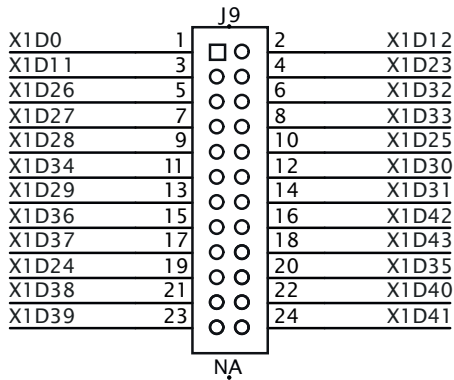 J9
X1D0 1 2 X1D12
X1D11 3 4 X1D23
X1D26 5 6 X1D32
X1D27 7 8 X1D33
X1D28 9 10 X1D25
X1D34 11 12 X1D30
X1D29 13 14 X1D31
X1D36 15 16 X1D42
X1D37 17 18 X1D43
X1D24 19 20 X1D35
X1D38 21 22 X1D40
X1D39 23 24 X1D41
NA